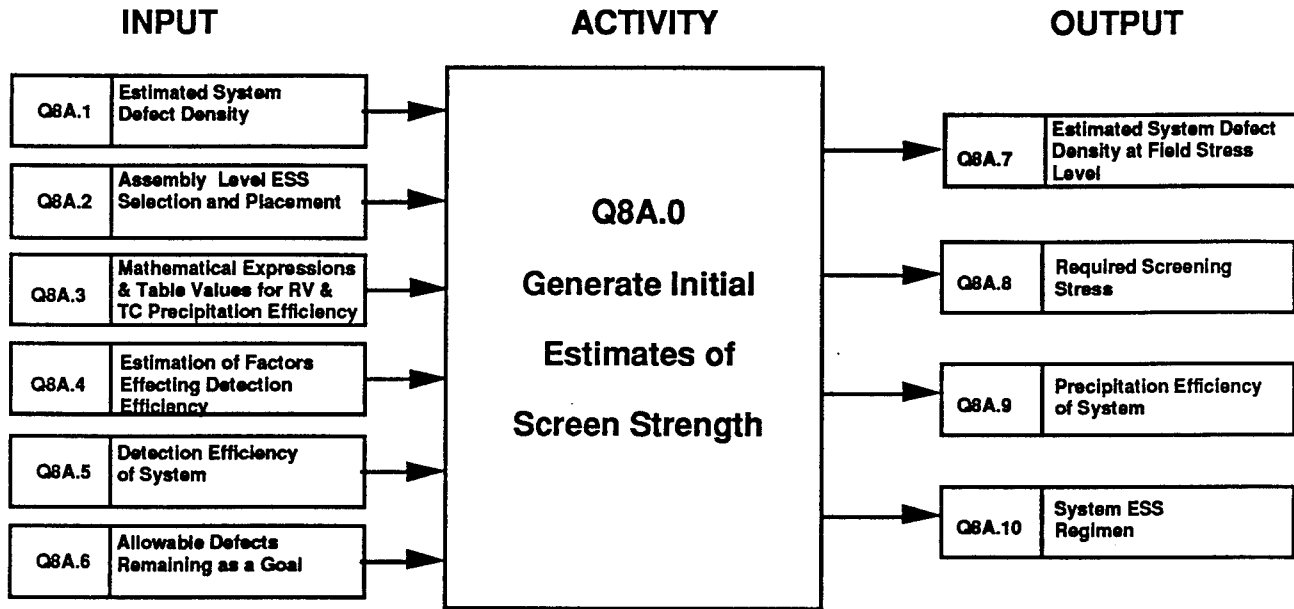 INPUT
ACTIVITY
OUTPUT
Q8A.1
Estimated System
Defect Density
Q8A.2
Assembly Level ESS
Selection and Placement
Q8A.3
Mathematical Expressions
& Table Values for RV &
TC Precipitation Efficiency
Q8A.4
Estimation of Factors
Effecting Detection
Efficiency
Q8A.5
Detection Efficiency
of System
Q8A.6
Allowable Defects
Remaining as a Goal
Q8A.0
Generate Initial
Estimates of
Screen Strength
Q8A.7
Estimated System Defect
Density at Field Stress
Level
Q8A.8
Required Screening
Stress
Q8A.9
Precipitation Efficiency
of System
Q8A.10
System ESS
Regimen